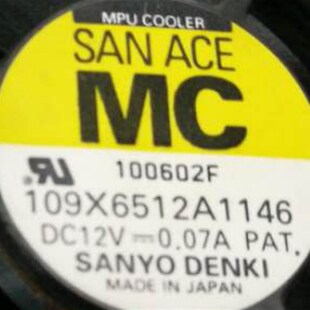 MPU COOLER
SAN ACE
MC
100602F
109X6512A1146
DC12V⎓0.07A PAT.
SANYO DENKI
MADE IN JAPAN